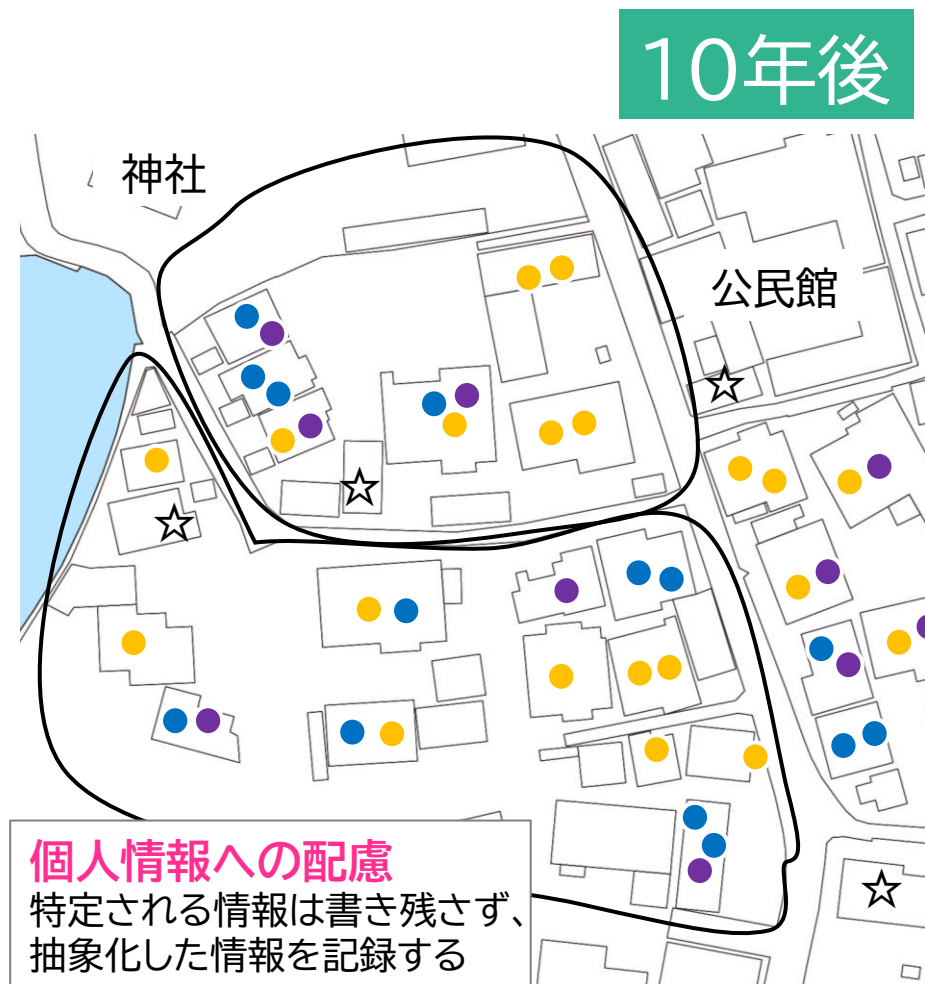 10年後
神社
公民館
個人情報への配慮
特定される情報は書き残さず、
抽象化した情報を記録する